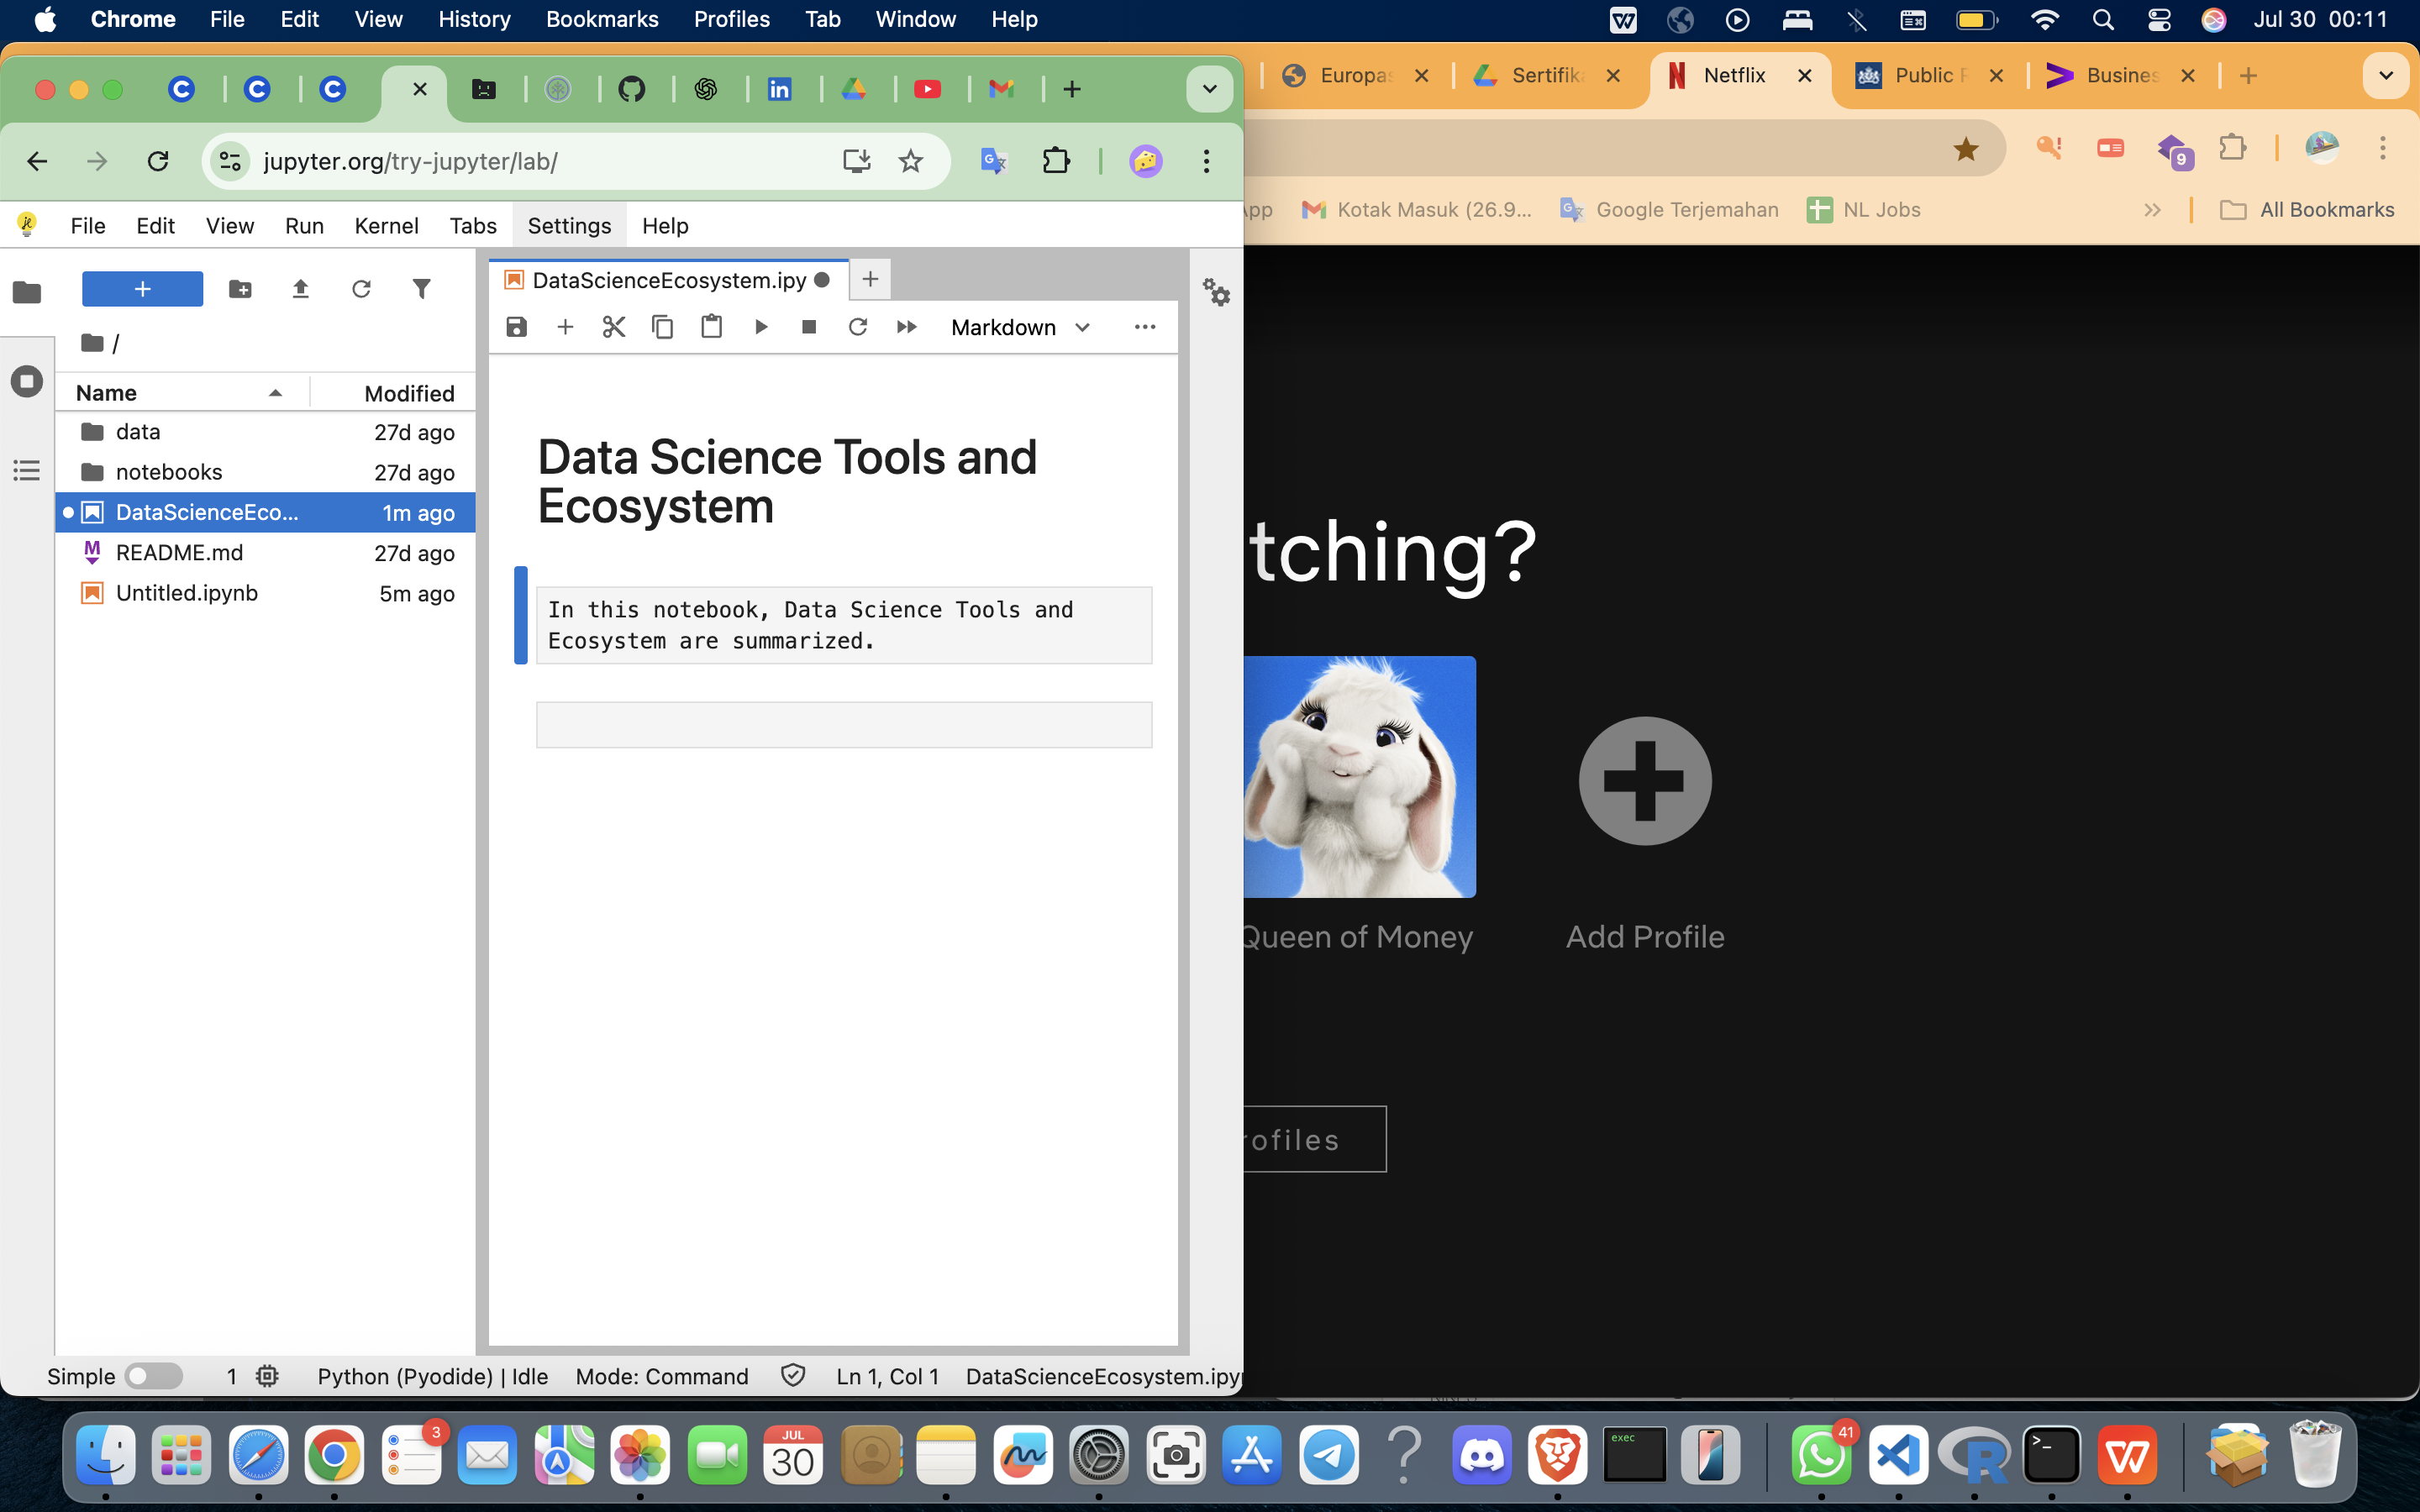 Chrome File Edit View History Bookmarks Profiles Tab Window Help Jul 30 00:11
Netflix Public
9
jupyter.org/try-jupyter/lab/
Kotak Masuk (26.9... Google Terjemahan NL Jobs All Bookmarks
File Edit View Run Kernel Tabs Settings Help
DataScienceEcosystem.ipy
Markdown
/
Name Modified
data 27d ago
notebooks 27d ago
DataScienceEco... 1m ago
README.md 27d ago
Untitled.ipynb 5m ago
Data Science Tools and
Ecosystem
In this notebook, Data Science Tools and
Ecosystem are summarized.
tching?
Queen of Money Add Profile
rofiles
Simple 1 Python (Pyodide) | Idle Mode: Command Ln 1, Col 1 DataScienceEcosystem.ipy
3 JUL 30 exec 41